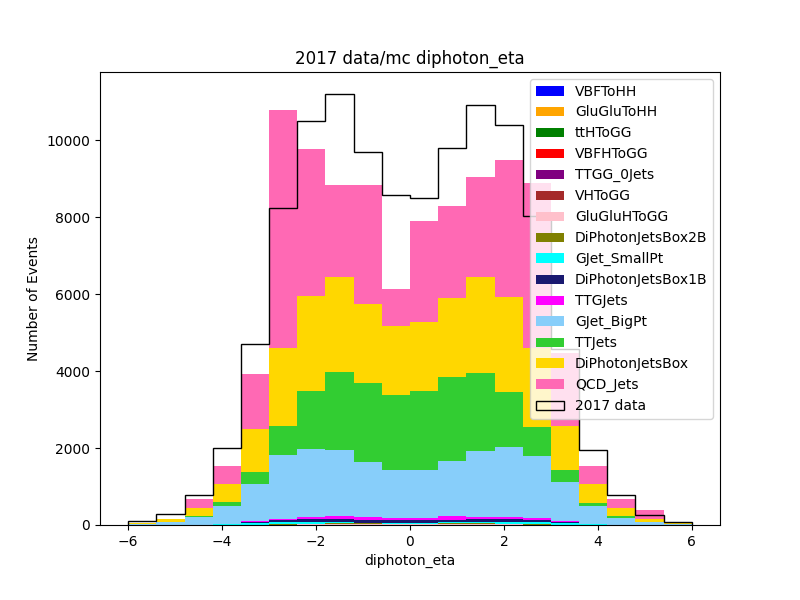 2017 data/mc diphoton_eta
Number of Events
10000
8000
6000
4000
2000
0
−6
−4
−2
0
2
4
6
diphoton_eta
VBFToHH
GluGluToHH
ttHToGG
VBFHToGG
TTGG_0Jets
VHToGG
GluGluHToGG
DiPhotonJetsBox2B
GJet_SmallPt
DiPhotonJetsBox1B
TTGJets
GJet_BigPt
TTJets
DiPhotonJetsBox
QCD_Jets
2017 data